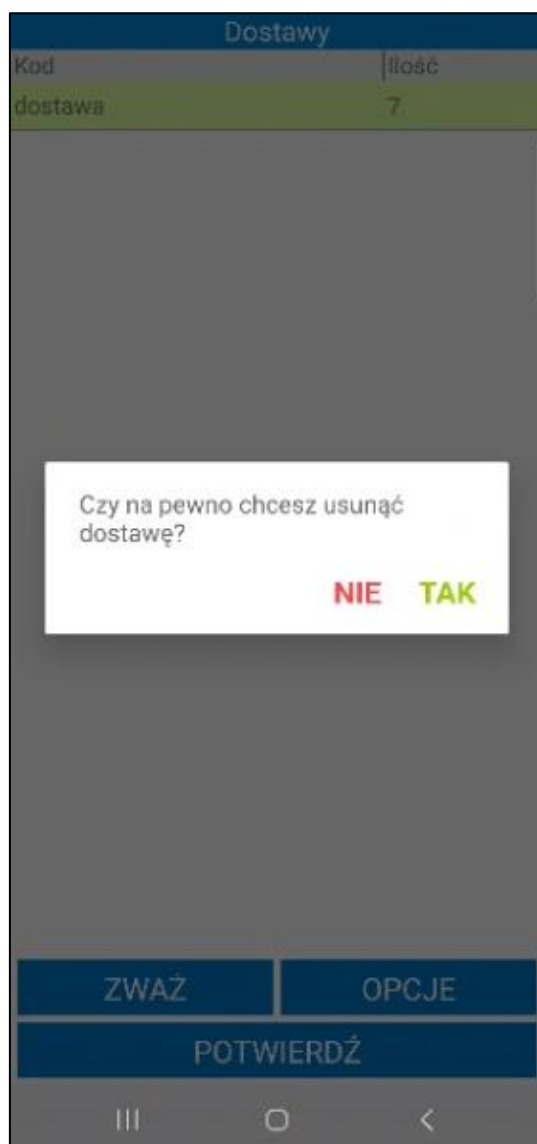 Dostawy
Kod Ilość
dostawa 7
Czy na pewno chcesz usunąć
dostawę?
NIE TAK
ZWAŻ OPCJE
POTWIERDŹ